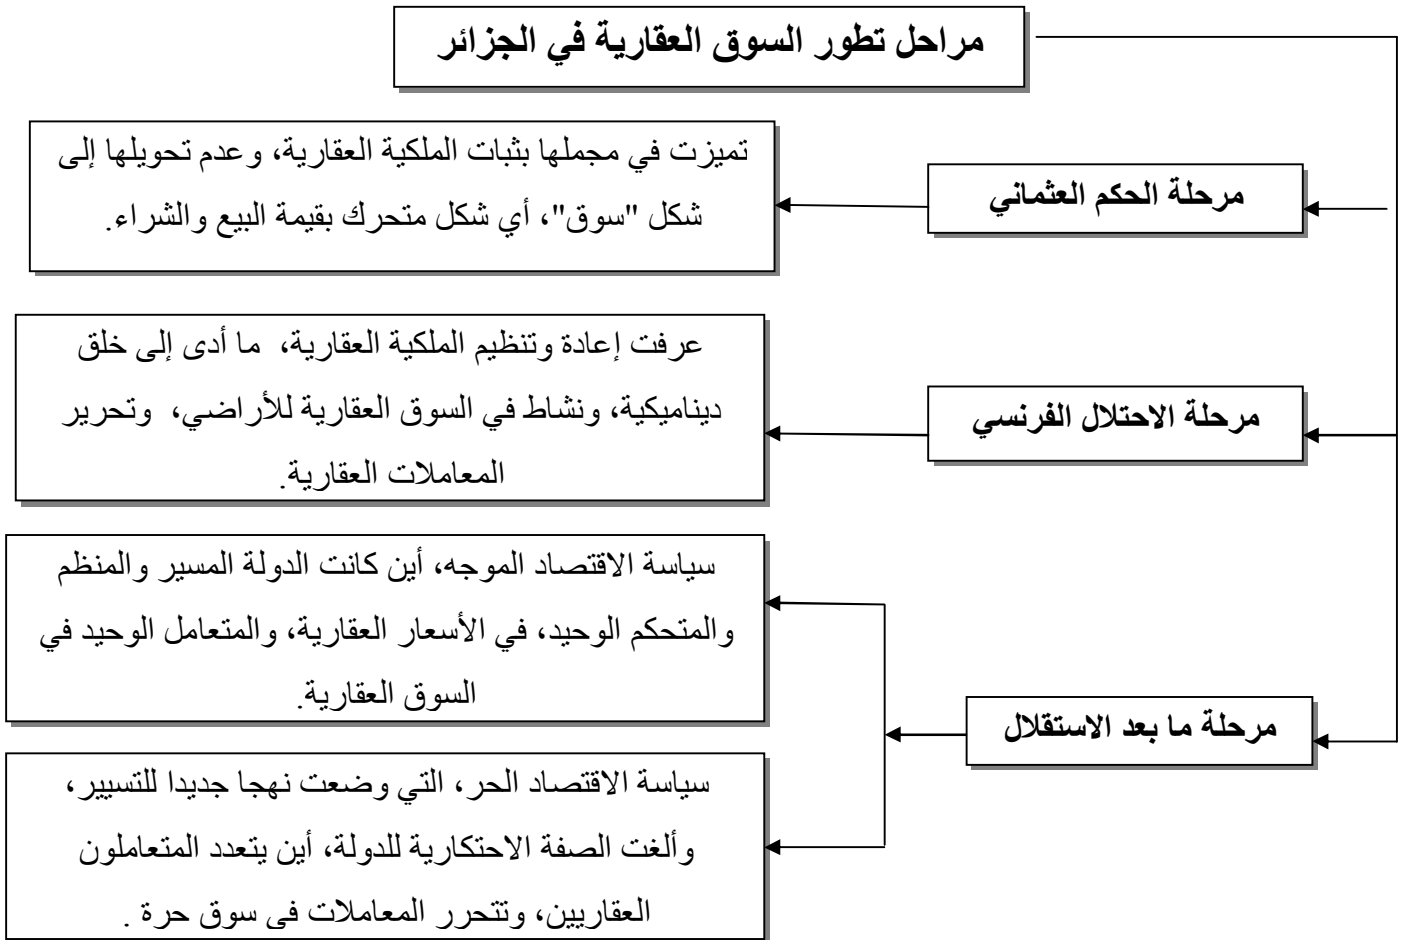 مراحل تطور السوق العقارية في الجزائر
مرحلة الحكم العثماني
تميزت في مجملها بثبات الملكية العقارية، وعدم تحويلها إلى
شكل "سوق"، أي شكل متحرك بقيمة البيع والشراء.
مرحلة الاحتلال الفرنسي
عرفت إعادة وتنظيم الملكية العقارية، ما أدى إلى خلق
ديناميكية، ونشاط في السوق العقارية للأراضي، وتحرير
المعاملات العقارية.
مرحلة ما بعد الاستقلال
سياسة الاقتصاد الموجه، أين كانت الدولة المسير والمنظم
والمتحكم الوحيد، في الأسعار العقارية، والمتعامل الوحيد في
السوق العقارية.
سياسة الاقتصاد الحر، التي وضعت نهجا جديدا للتسيير،
وألغت الصفة الاحتكارية للدولة، أين يتعدد المتعاملون
العقاريين، وتتحرر المعاملات في سوق حرة .